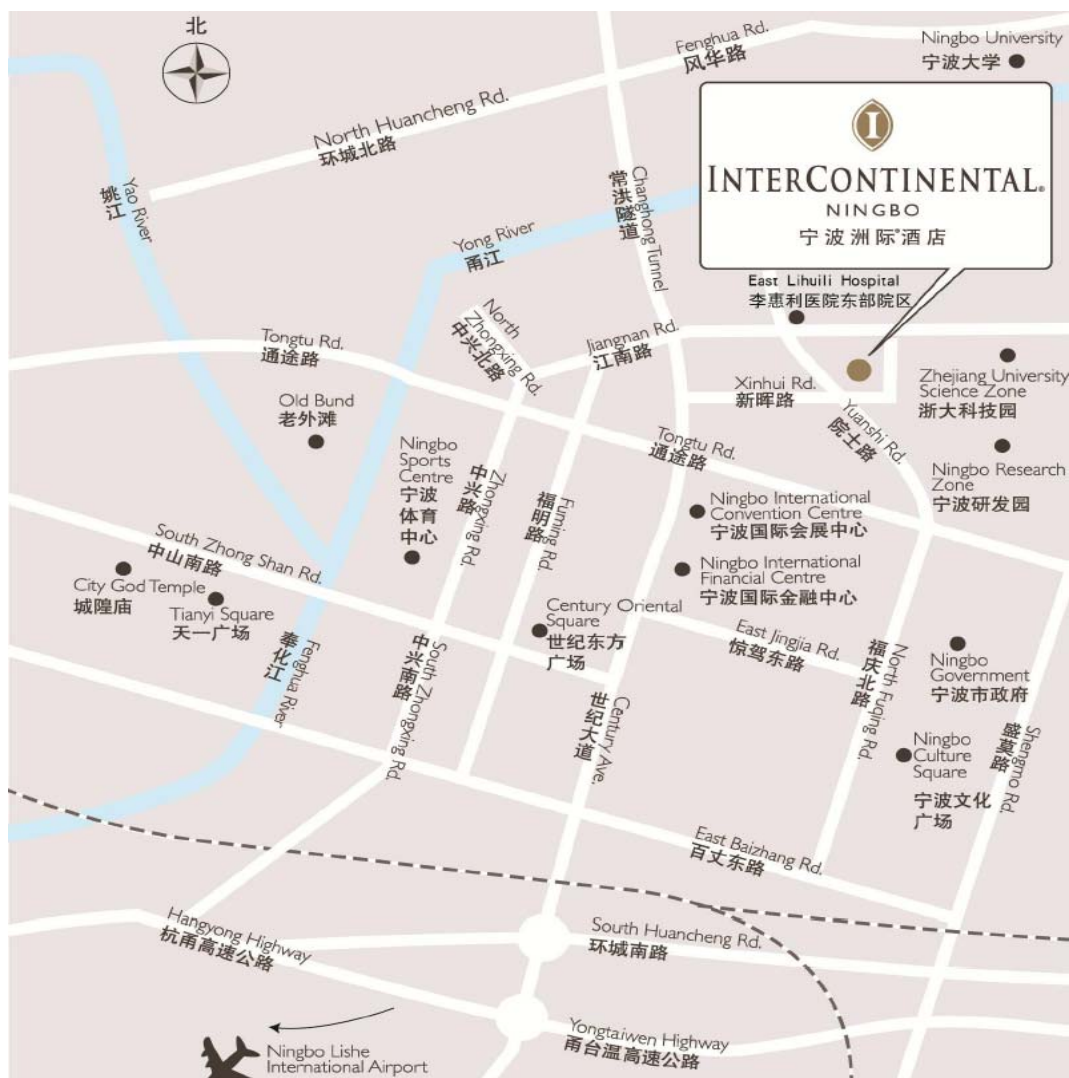 北
Fenghua Rd.
风华路
Ningbo University
宁波大学
North Huancheng Rd.
环城北路
INTERCONTINENTAL®
NINGBO
宁波洲际®酒店
姚江
Yao River
Yong River
甬江
常洪隧道
Changhong Tunnel
East Lihuili Hospital
李惠利医院东部院区
North
Zhongxing Rd.
中兴北路
Jiangnan Rd.
江南路
Tongtu Rd.
通途路
Xinhui Rd.
新晖路
Zhejiang University
Science Zone
浙大科技园
Old Bund
老外滩
Yuanshi Rd.
院士路
Ningbo
Sports
Centre
宁波
体育
中心
中兴路
Zhongxing Rd.
福明路
Fuming Rd.
Tongtu Rd.
通途路
Ningbo Research
Zone
宁波研发园
Ningbo International
Convention Centre
宁波国际会展中心
South Zhong Shan Rd.
中山南路
City God Temple
城隍庙
Tianyi Square
天一广场
Ningbo International
Financial Centre
宁波国际金融中心
Century Oriental
Square
世纪东方
广场
East Jingjia Rd.
惊驾东路
奉化江
Fenghua River
中兴南路
South Zhongxing Rd.
世纪大道
Century Ave.
福庆北路
North Fuqing Rd.
Ningbo
Government
宁波市政府
盛莫路
Shengmo Rd.
Ningbo
Culture
Square
宁波文化
广场
East Baizhang Rd.
百丈东路
Hangyong Highway
杭甬高速公路
South Huancheng Rd.
环城南路
Yongtaiwen Highway
甬台温高速公路
Ningbo Lishe
International Airport